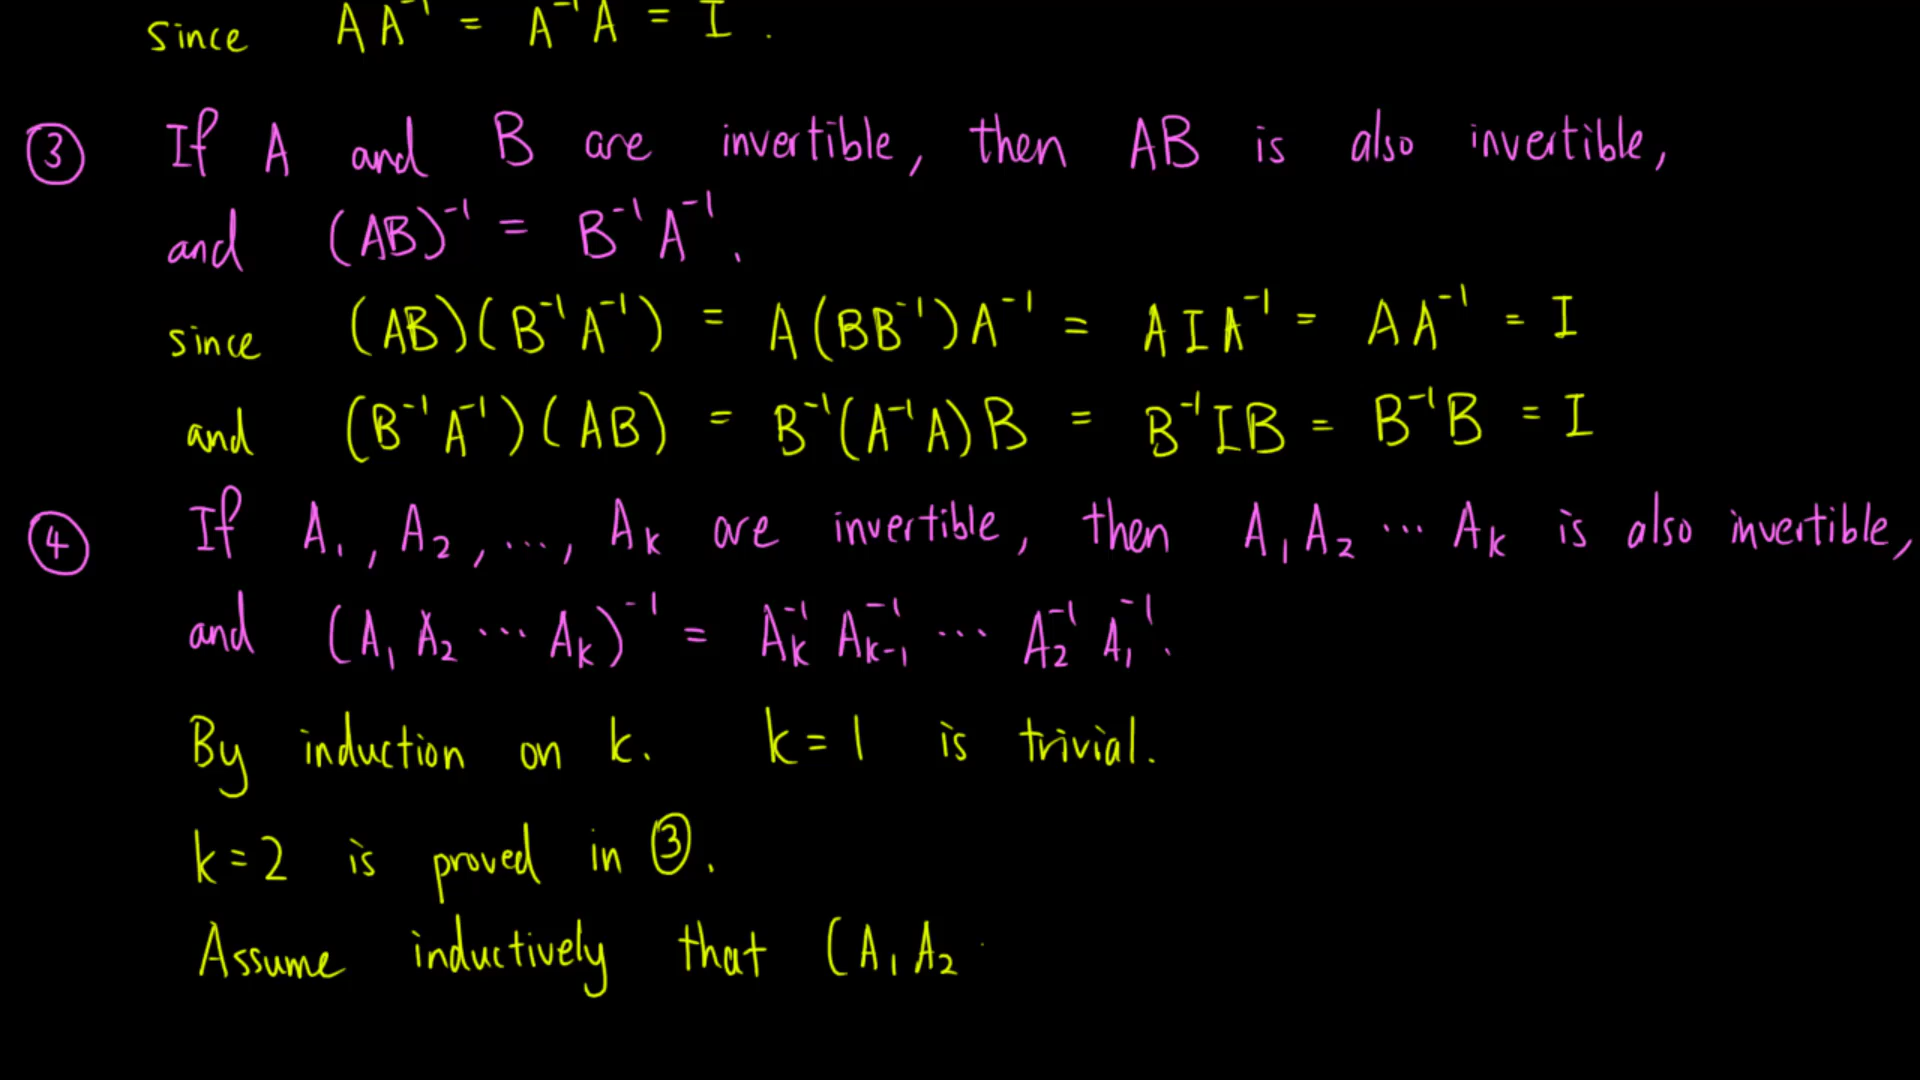 since AA⁻¹ = A⁻¹A = I .
③ If A and B are invertible, then AB is also invertible,
and (AB)⁻¹ = B⁻¹A⁻¹.
since (AB)(B⁻¹A⁻¹) = A(BB⁻¹)A⁻¹ = AIA⁻¹ = AA⁻¹ = I
and (B⁻¹A⁻¹)(AB) = B⁻¹(A⁻¹A)B = B⁻¹IB = B⁻¹B = I
④ If A₁, A₂, ..., Aₖ are invertible, then A₁A₂ ⋯ Aₖ is also invertible,
and (A₁A₂ ⋯ Aₖ)⁻¹ = Aₖ⁻¹Aₖ₋₁⁻¹ ⋯ A₂⁻¹A₁⁻¹.
By induction on k. k=1 is trivial.
k=2 is proved in ③.
Assume inductively that (A₁A₂ ·